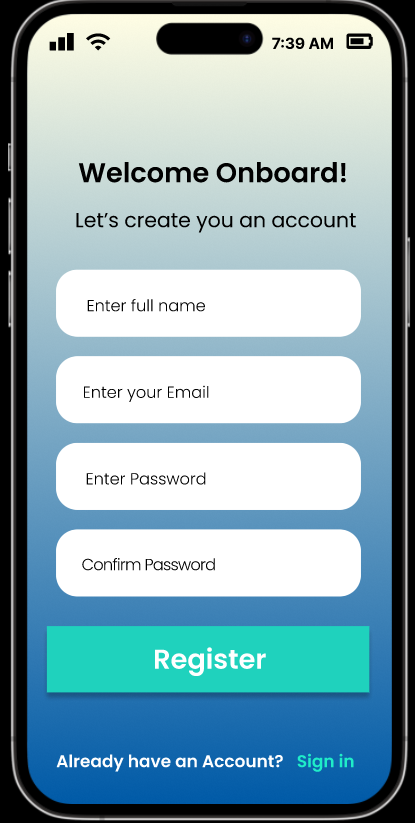 7:39 AM
Welcome Onboard!
Let’s create you an account
Enter full name
Enter your Email
Enter Password
Confirm Password
Register
Already have an Account? Sign in